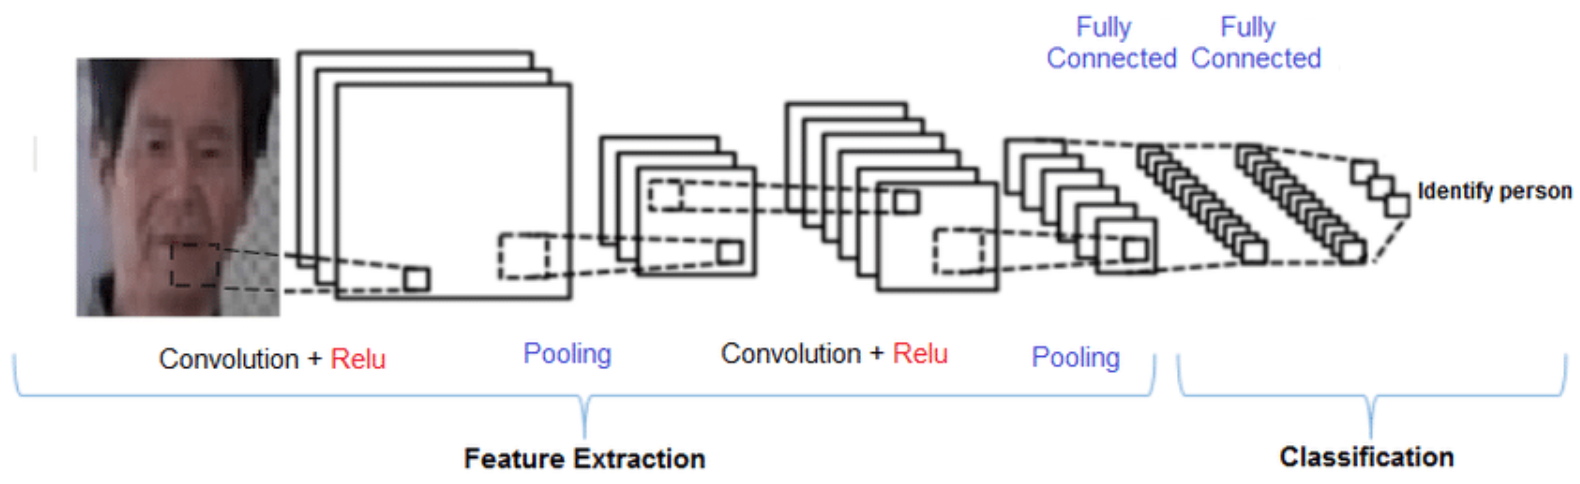 Fully
Connected
Fully
Connected
Identify person
Convolution + Relu
Pooling
Convolution + Relu
Pooling
Feature Extraction
Classification